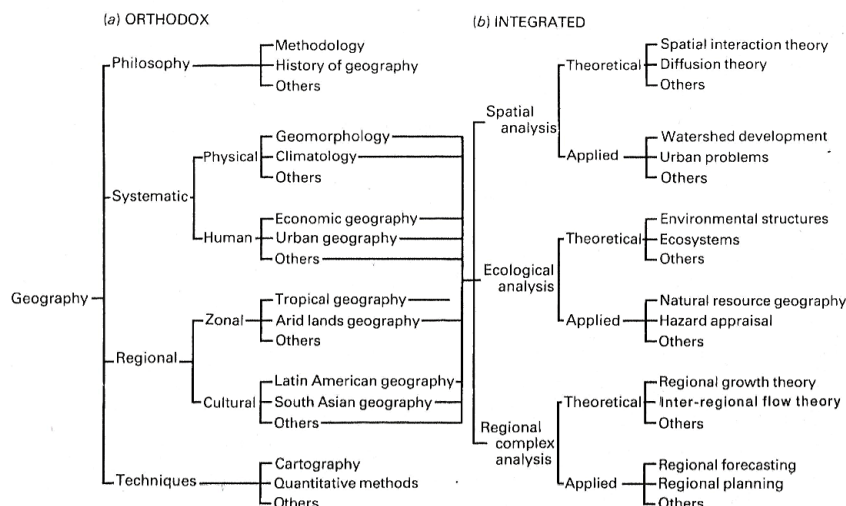 (a) ORTHODOX
Geography
Philosophy
Methodology
History of geography
Others
Systematic
Physical
Geomorphology
Climatology
Others
Human
Economic geography
Urban geography
Others
Regional
Zonal
Tropical geography
Arid lands geography
Others
Cultural
Latin American geography
South Asian geography
Others
Techniques
Cartography
Quantitative methods
Others
(b) INTEGRATED
Spatial
analysis
Theoretical
Spatial interaction theory
Diffusion theory
Others
Applied
Watershed development
Urban problems
Others
Ecological
analysis
Theoretical
Environmental structures
Ecosystems
Others
Applied
Natural resource geography
Hazard appraisal
Others
Regional
complex
analysis
Theoretical
Regional growth theory
Inter-regional flow theory
Others
Applied
Regional forecasting
Regional planning
Others